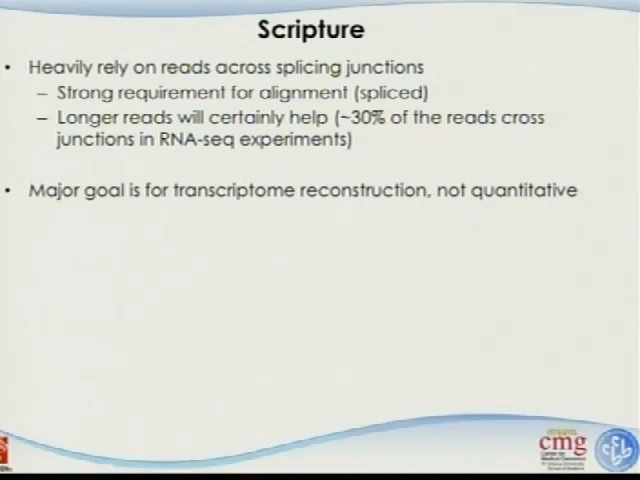 Scripture
• Heavily rely on reads across splicing junctions
– Strong requirement for alignment (spliced)
– Longer reads will certainly help (~30% of the reads cross
junctions in RNA-seq experiments)
• Major goal is for transcriptome reconstruction, not quantitative
cmg